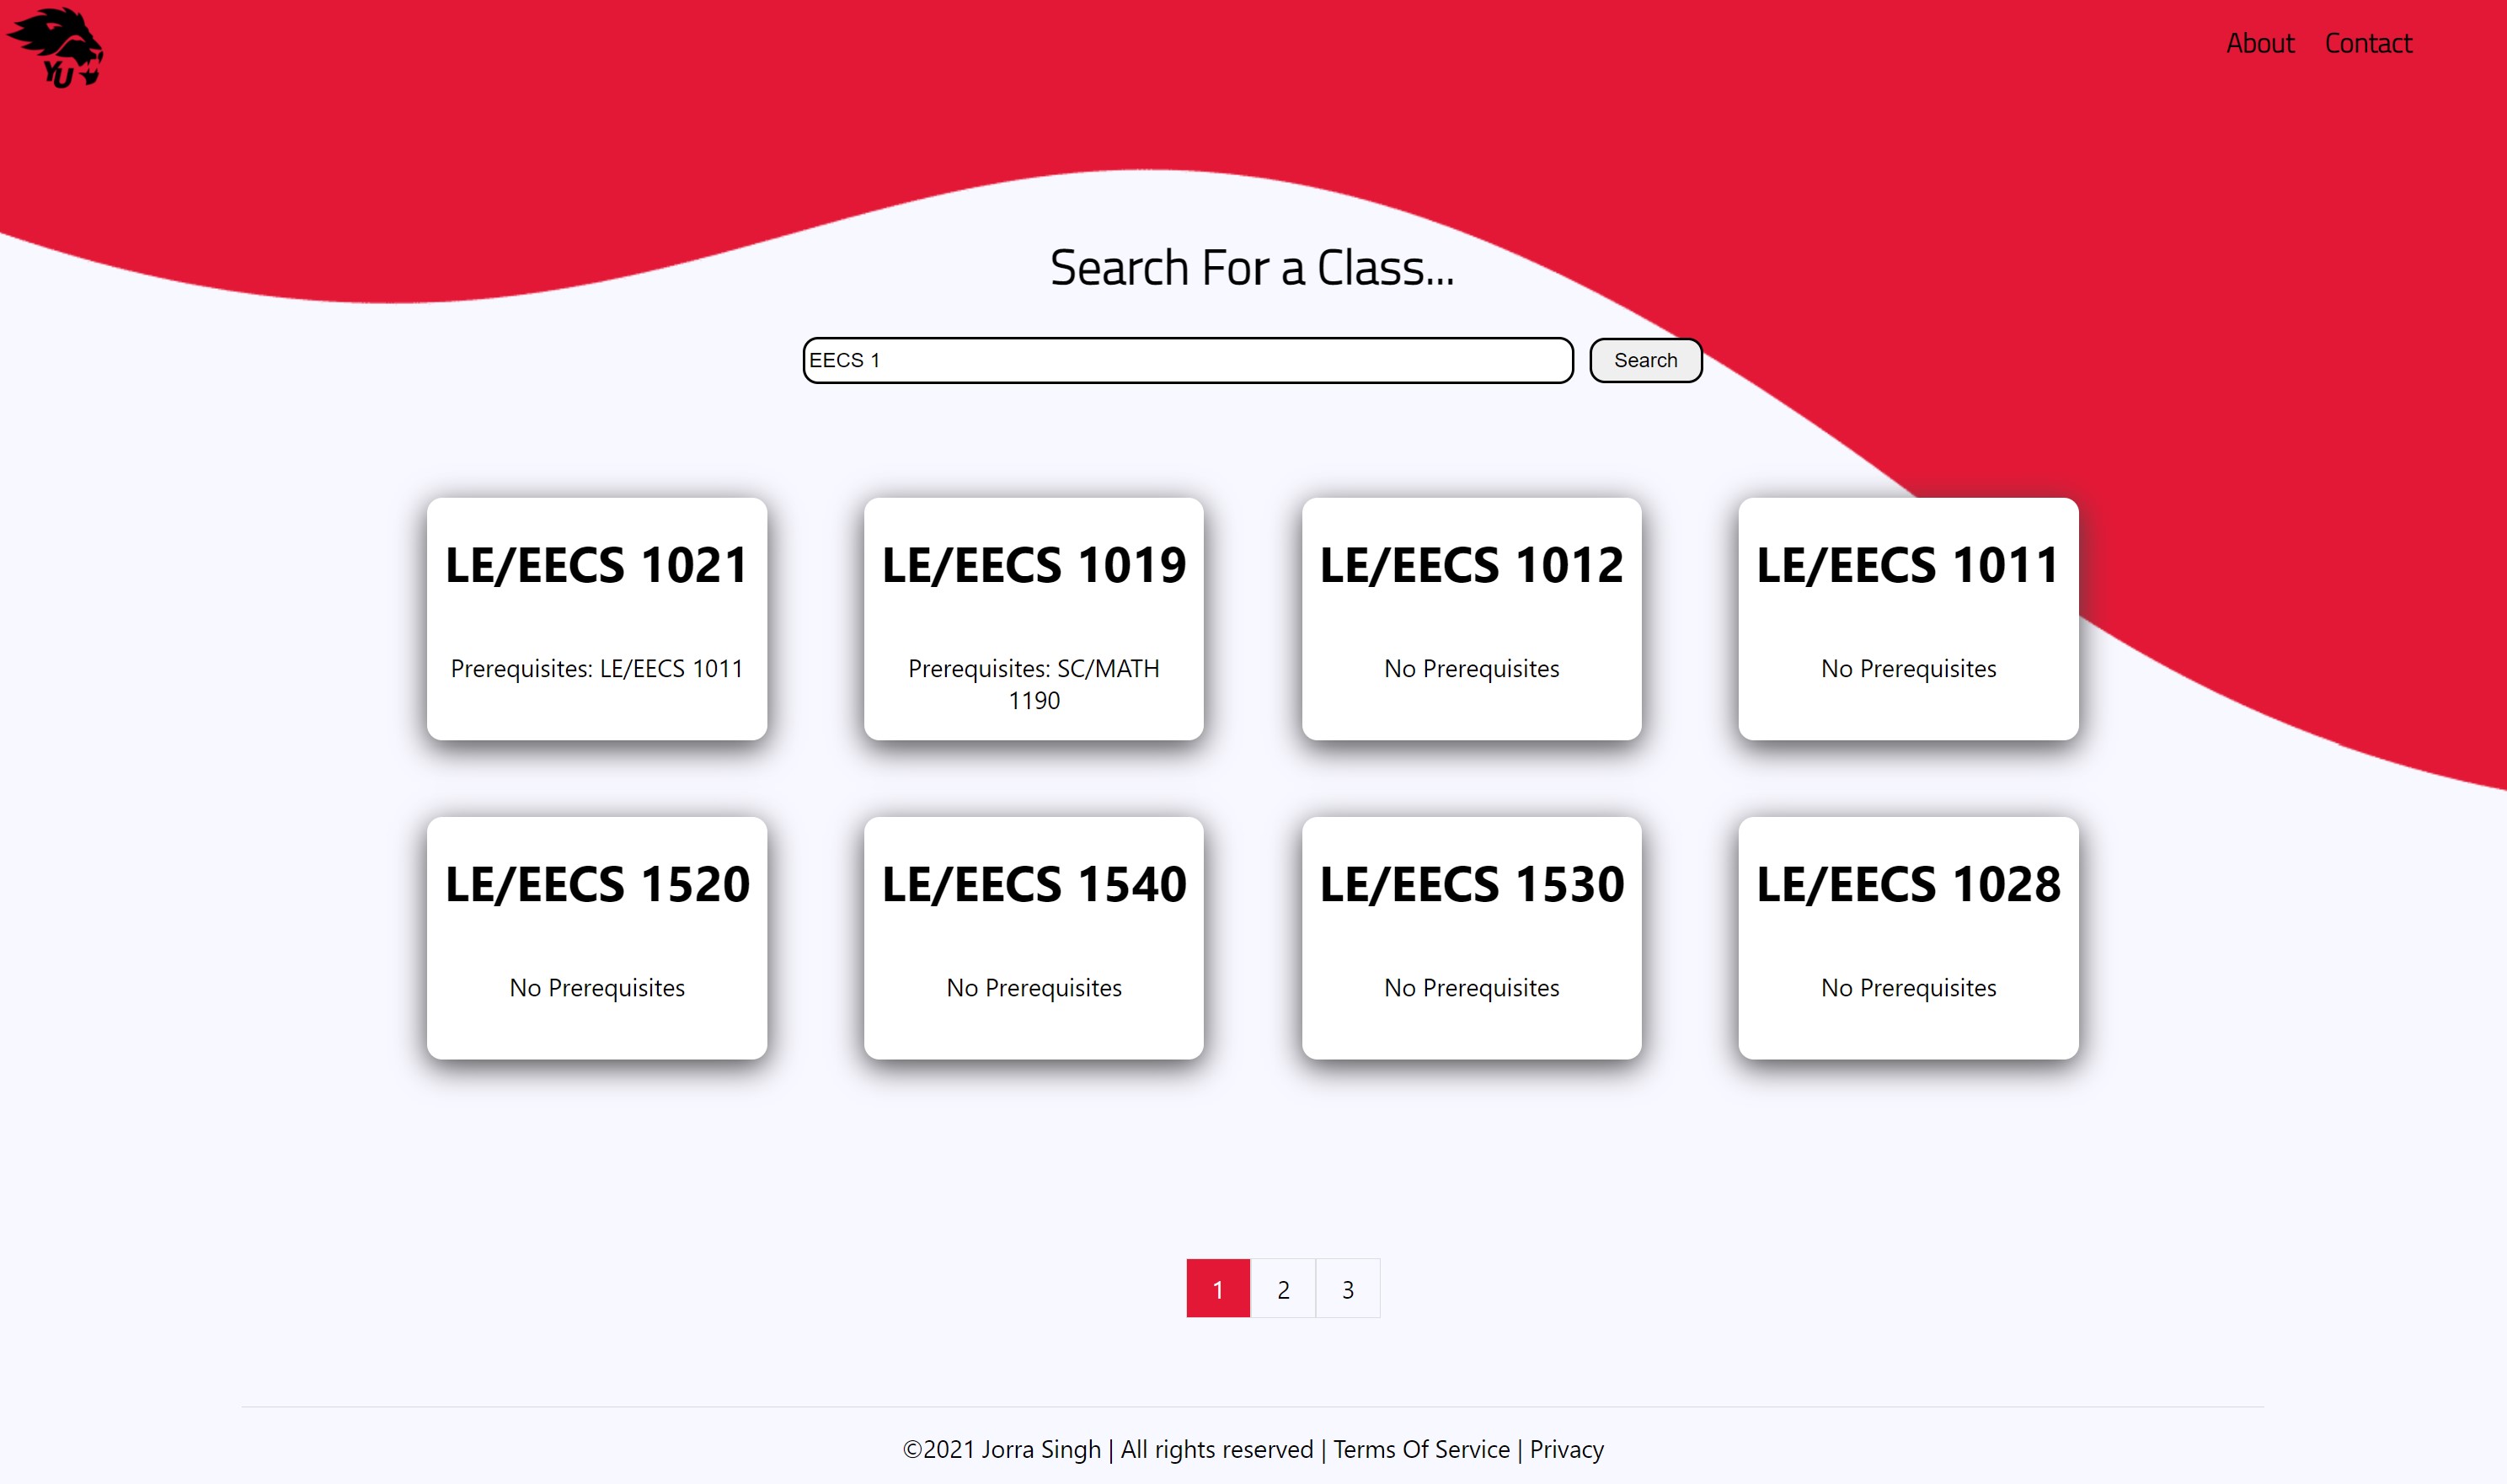 YU
About Contact
Search For a Class...
EECS 1
Search
LE/EECS 1021
Prerequisites: LE/EECS 1011
LE/EECS 1019
Prerequisites: SC/MATH
1190
LE/EECS 1012
No Prerequisites
LE/EECS 1011
No Prerequisites
LE/EECS 1520
No Prerequisites
LE/EECS 1540
No Prerequisites
LE/EECS 1530
No Prerequisites
LE/EECS 1028
No Prerequisites
1 2 3
©2021 Jorra Singh | All rights reserved | Terms Of Service | Privacy